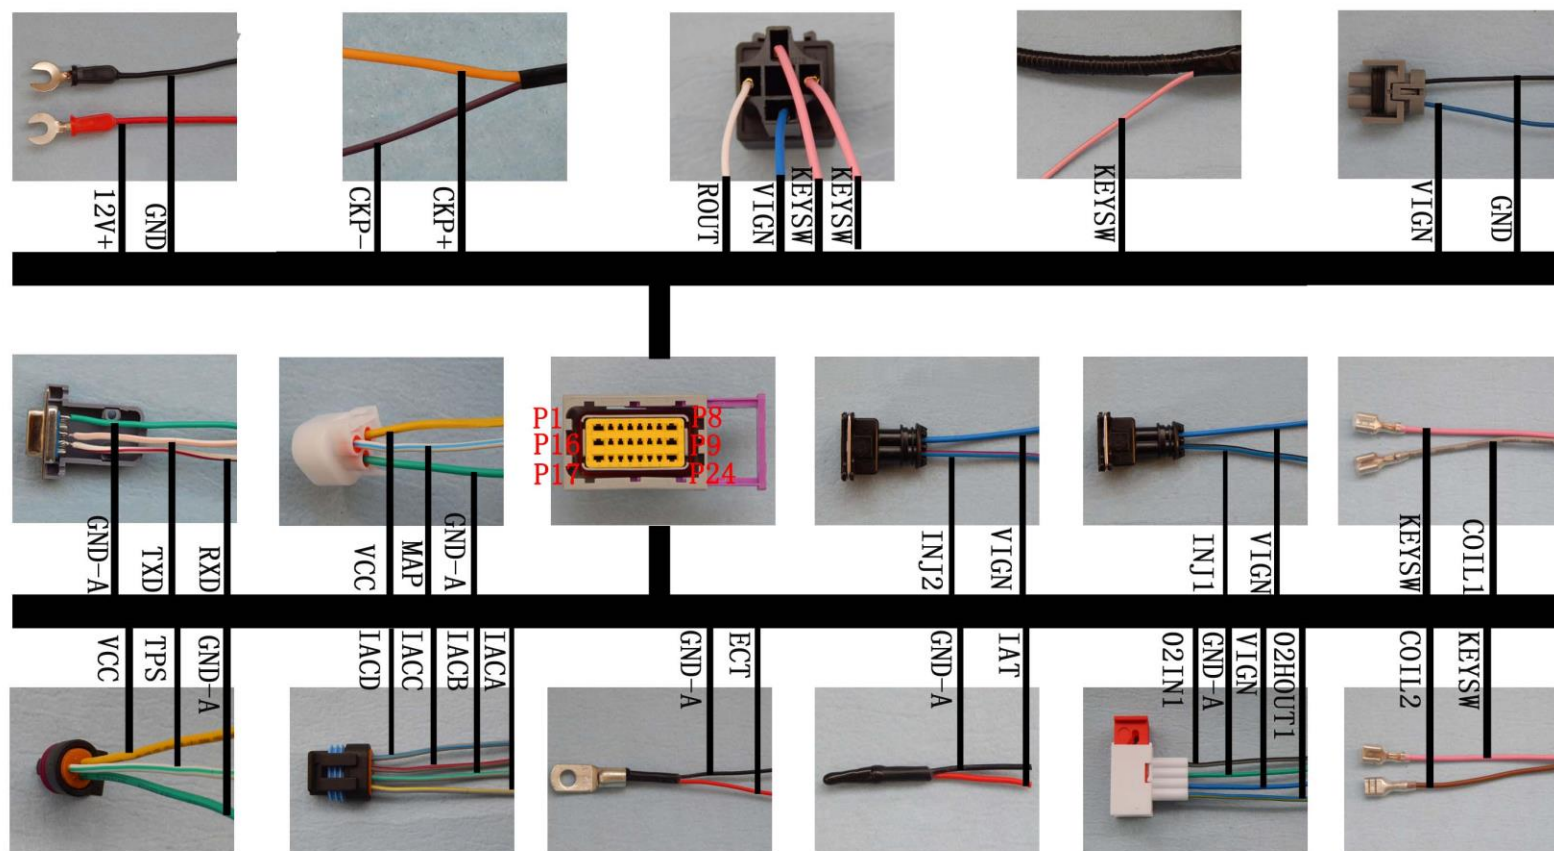 12V+
GND
CKP-
CKP+
ROUT
VIGN
KEYSW
KEYSW
KEYSW
VIGN
GND
P1
P8
P16
P9
P17
P24
GND-A
TXD
RXD
VCC
MAP
GND-A
INJ2
VIGN
INJ1
VIGN
KEYSW
COIL1
VCC
TPS
GND-A
IACD
IACC
IACB
IACA
GND-A
ECT
GND-A
IAT
O2IN1
GND-A
VIGN
O2HOUT1
COIL2
KEYSW